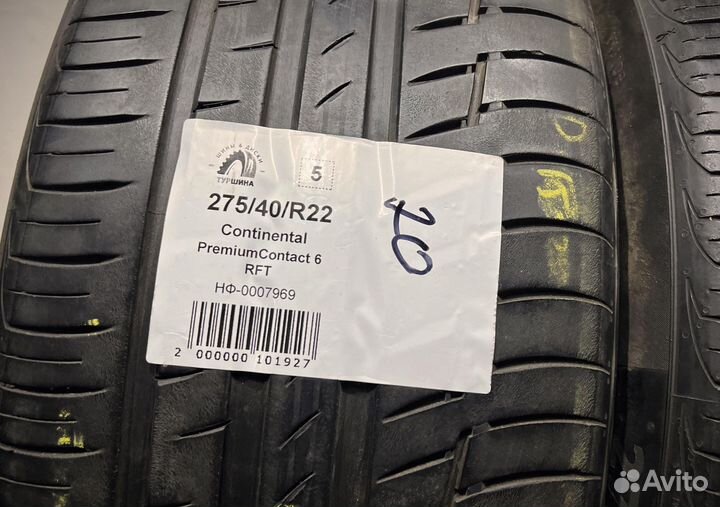 ШИНЫ & ДИСКИ
ТУРШИНА
5
275/40/R22
Continental
PremiumContact 6
RFT
НФ-0007969
2 000000 101927
20
Avito